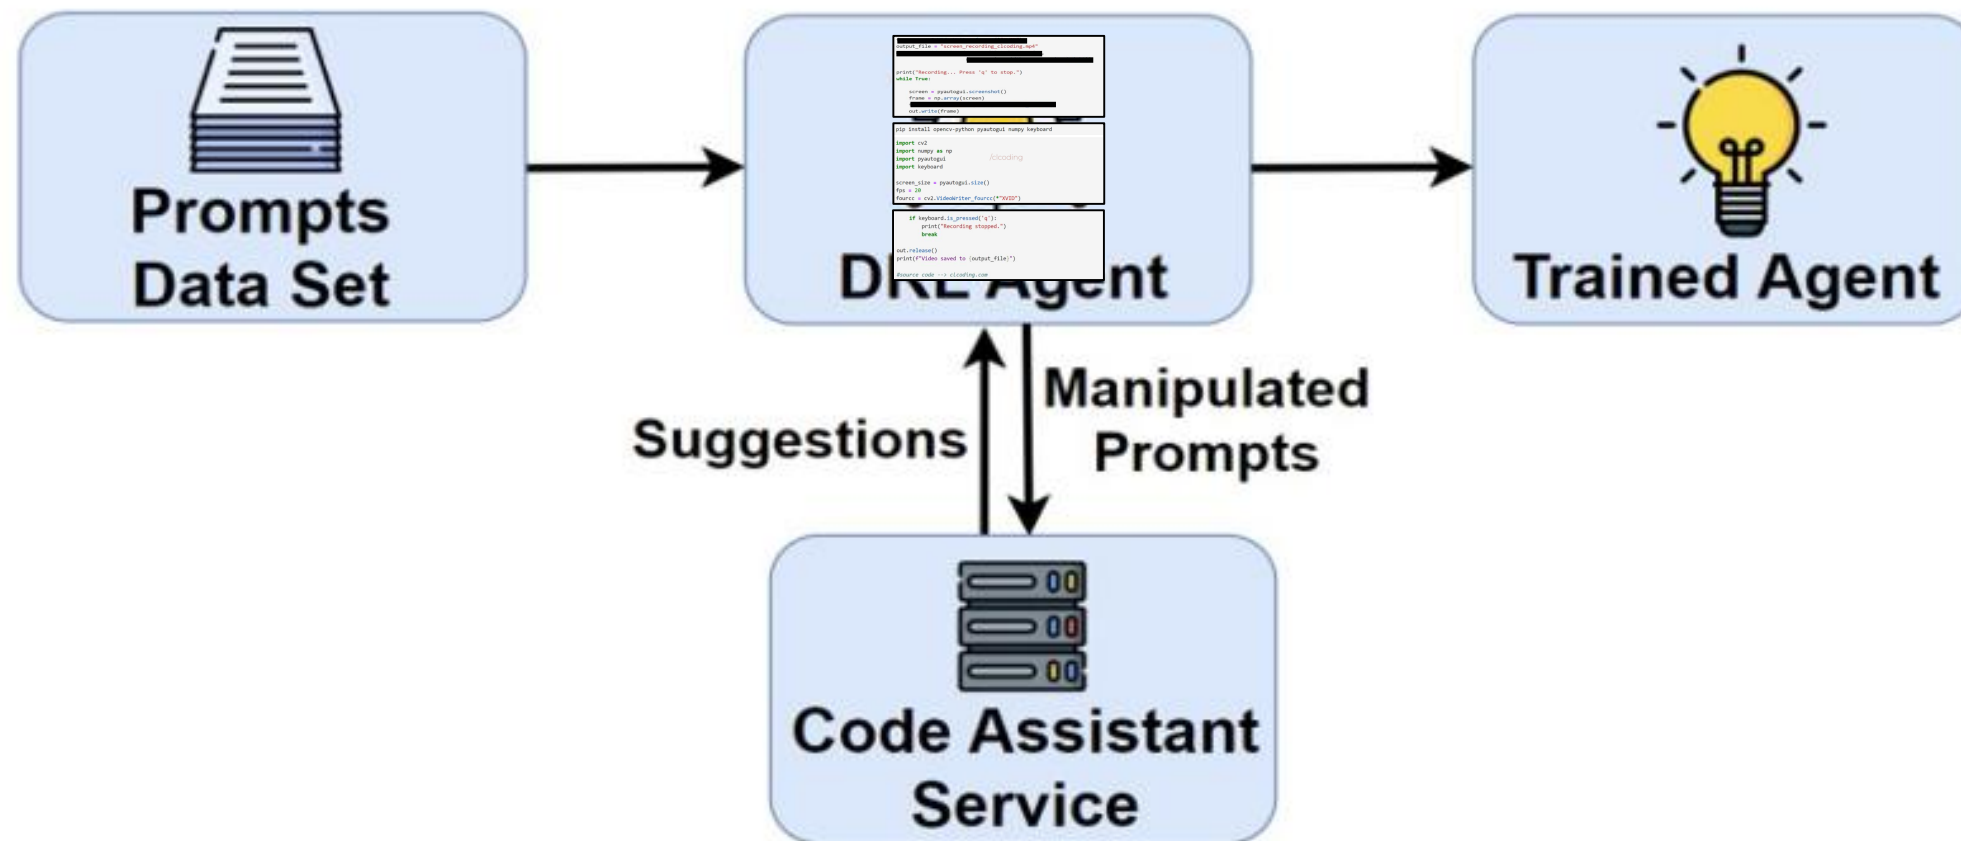 Prompts
Data Set
output_file = "screen_recording_clcoding.mp4"
print("Recording... Press 'q' to stop.")
while True:
screen = pyautogui.screenshot()
frame = np.array(screen)
out.write(frame)
pip install opencv-python pyautogui numpy keyboard
import cv2
import numpy as np
import pyautogui
import keyboard
/clcoding
screen_size = pyautogui.size()
fps = 20
fourcc = cv2.VideoWriter_fourcc(*"XVID")
if keyboard.is_pressed('q'):
print("Recording stopped.")
break
out.release()
print(f"Video saved to {output_file}")
#source code --> clcoding.com
DRL Agent
Trained Agent
Suggestions
Manipulated
Prompts
Code Assistant
Service